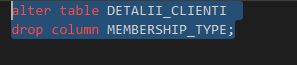 alter table DETALII_CLIENTI
drop column MEMBERSHIP_TYPE;